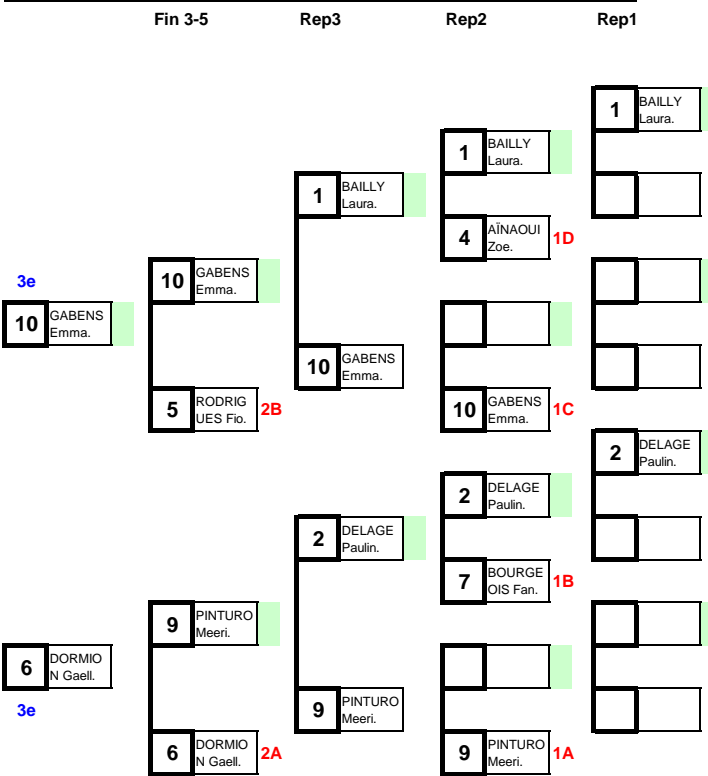 Fin 3-5 Rep3 Rep2 Rep1
1 BAILLY
Laura.
1 BAILLY
Laura.
1 BAILLY
Laura.
4 AÏNAOUI 1D
Zoe.
10 GABENS
Emma.
3e
10 GABENS
Emma.
10 GABENS
Emma.
5 RODRIG 2B
UES Fio.
10 GABENS 1C
Emma.
2 DELAGE
Paulin.
2 DELAGE
Paulin.
2 DELAGE
Paulin.
7 BOURGE 1B
OIS Fan.
9 PINTURO
Meeri.
6 DORMIO
N Gaell.
3e
9 PINTURO
Meeri.
6 DORMIO 2A
N Gaell.
9 PINTURO 1A
Meeri.